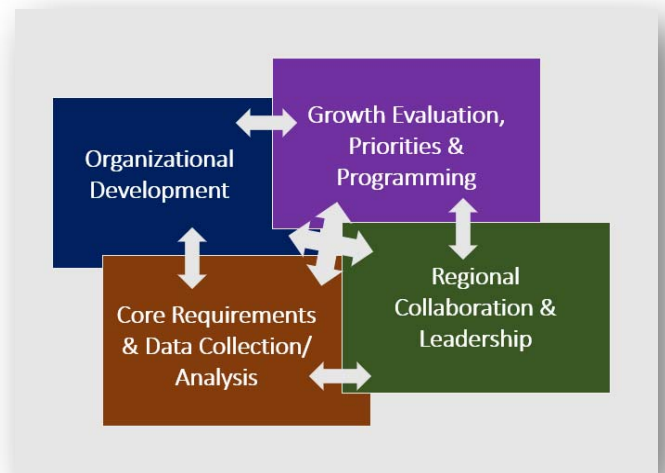 Organizational
Development
Growth Evaluation,
Priorities &
Programming
Core Requirements
& Data Collection/
Analysis
Regional
Collaboration &
Leadership